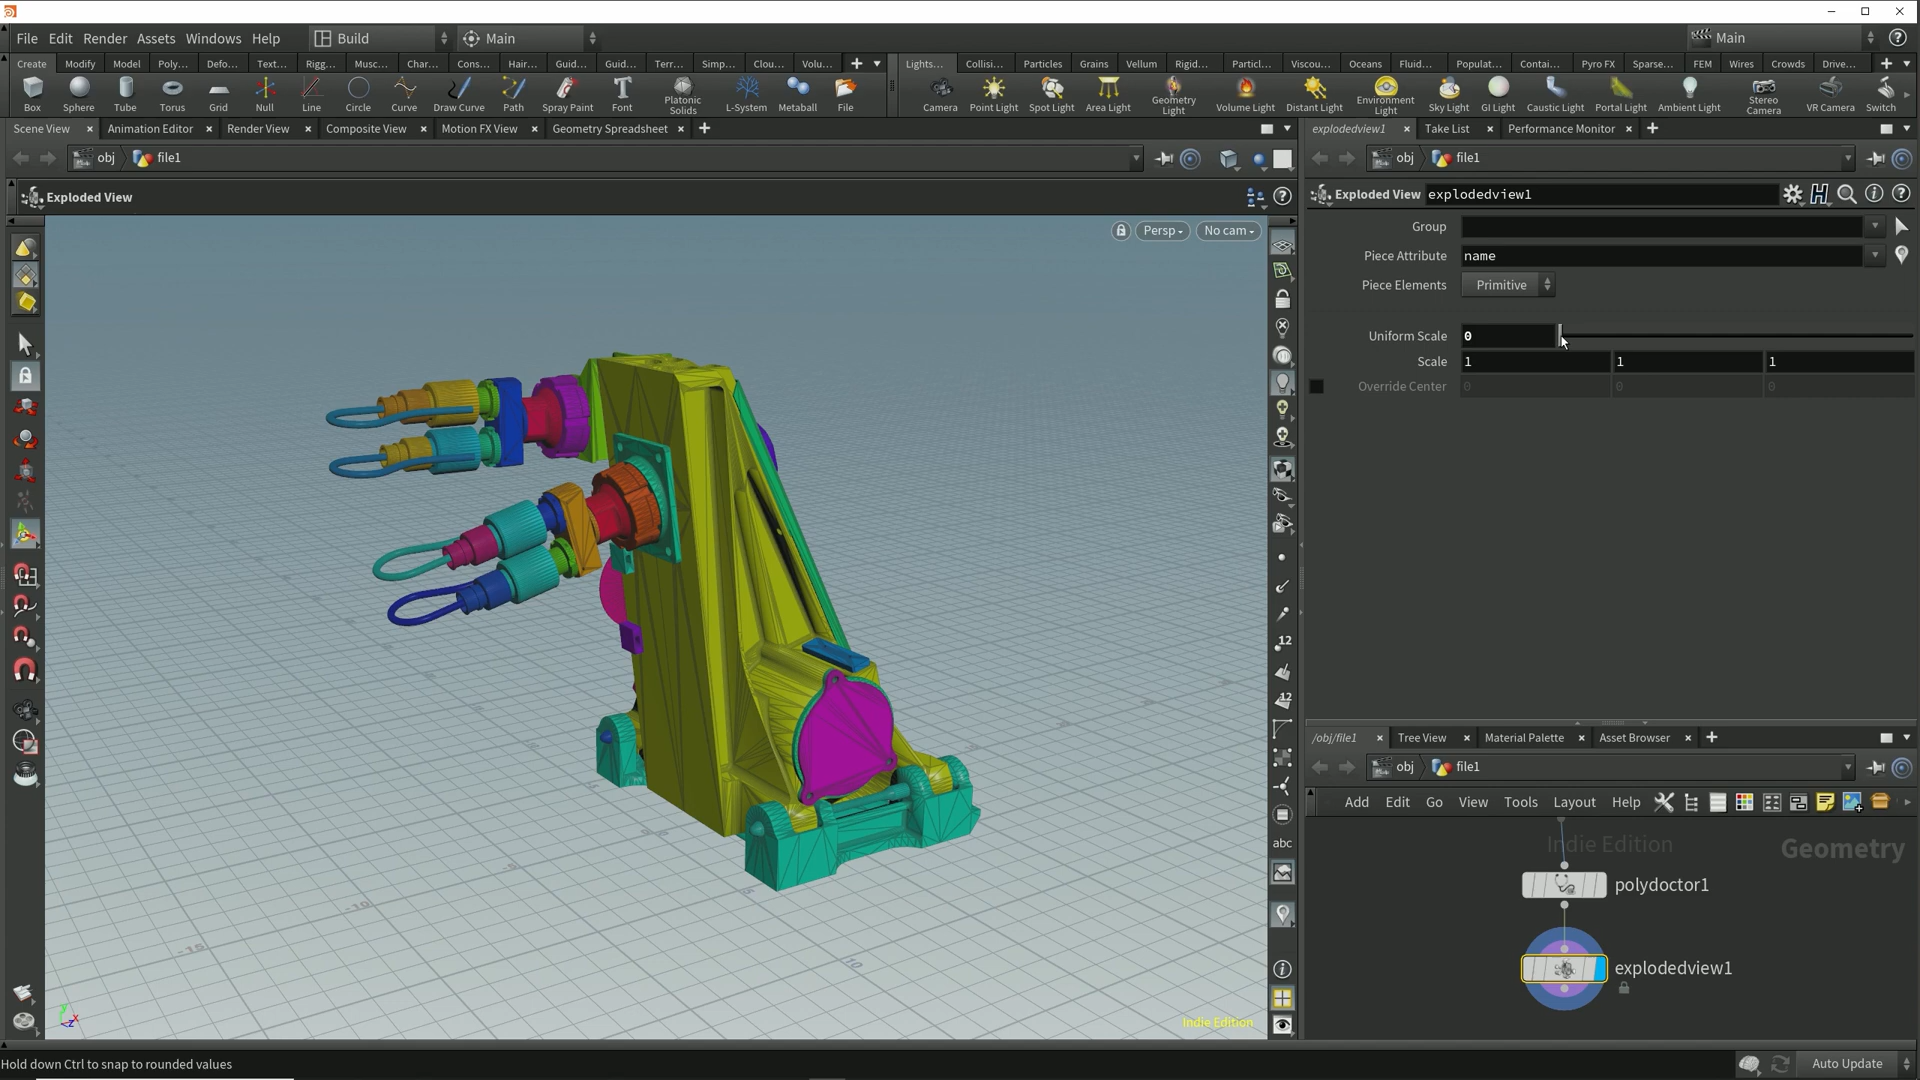 File Edit Render Assets Windows Help Build Main Main
Create Modify Model Poly... Defo... Text... Rigg... Musc... Char... Cons... Hair... Guid... Guid... Terr... Simp... Clou... Volu...
Lights... Collisi... Particles Grains Vellum Rigid... Particl... Viscou... Oceans Fluid... Populat... Contai... Pyro FX Sparse... FEM Wires Crowds Drive...
Box Sphere Tube Torus Grid Null Line Circle Curve Draw Curve Path Spray Paint Font Platonic Solids L-System Metaball File
Camera Point Light Spot Light Area Light Geometry Light Volume Light Distant Light Environment Light Sky Light GI Light Caustic Light Portal Light Ambient Light Stereo Camera VR Camera Switch
Scene View Animation Editor Render View Composite View Motion FX View Geometry Spreadsheet
explodedview1 Take List Performance Monitor
obj file1
obj file1
Exploded View
Exploded View explodedview1
Persp No cam
Group
Piece Attribute name
Piece Elements Primitive
Uniform Scale 0
Scale 1 1 1
Override Center 0 0 0
12
12
abc
-5
-10
-15
5
10
Indie Edition
/obj/file1 Tree View Material Palette Asset Browser
obj file1
Add Edit Go View Tools Layout Help
Indie Edition
Geometry
polydoctor1
explodedview1
Hold down Ctrl to snap to rounded values
Auto Update